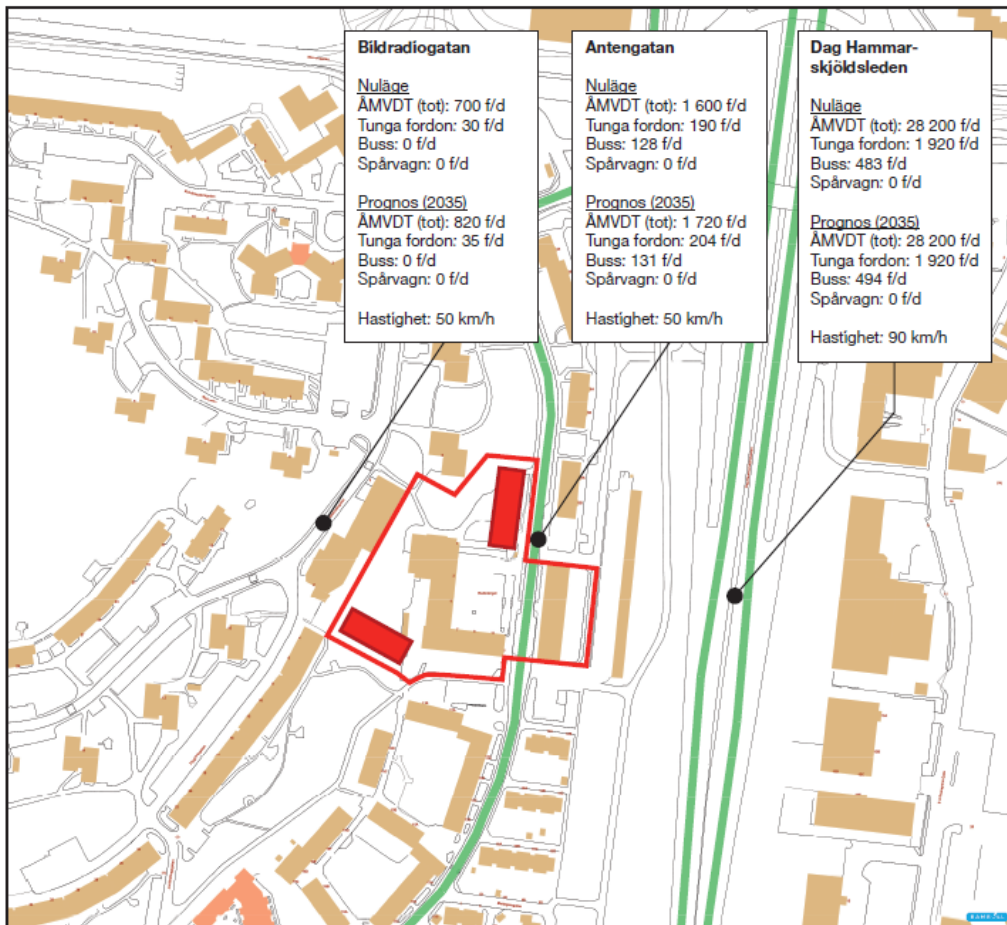 Bildradiogatan
Nuläge
ÅMVDT (tot): 700 f/d
Tunga fordon: 30 f/d
Buss: 0 f/d
Spårvagn: 0 f/d
Prognos (2035)
ÅMVDT (tot): 820 f/d
Tunga fordon: 35 f/d
Buss: 0 f/d
Spårvagn: 0 f/d
Hastighet: 50 km/h
Antengatan
Nuläge
ÅMVDT (tot): 1 600 f/d
Tunga fordon: 190 f/d
Buss: 128 f/d
Spårvagn: 0 f/d
Prognos (2035)
ÅMVDT (tot): 1 720 f/d
Tunga fordon: 204 f/d
Buss: 131 f/d
Spårvagn: 0 f/d
Hastighet: 50 km/h
Dag Hammar-
skjöldsleden
Nuläge
ÅMVDT (tot): 28 200 f/d
Tunga fordon: 1 920 f/d
Buss: 483 f/d
Spårvagn: 0 f/d
Prognos (2035)
ÅMVDT (tot): 28 200 f/d
Tunga fordon: 1 920 f/d
Buss: 494 f/d
Spårvagn: 0 f/d
Hastighet: 90 km/h